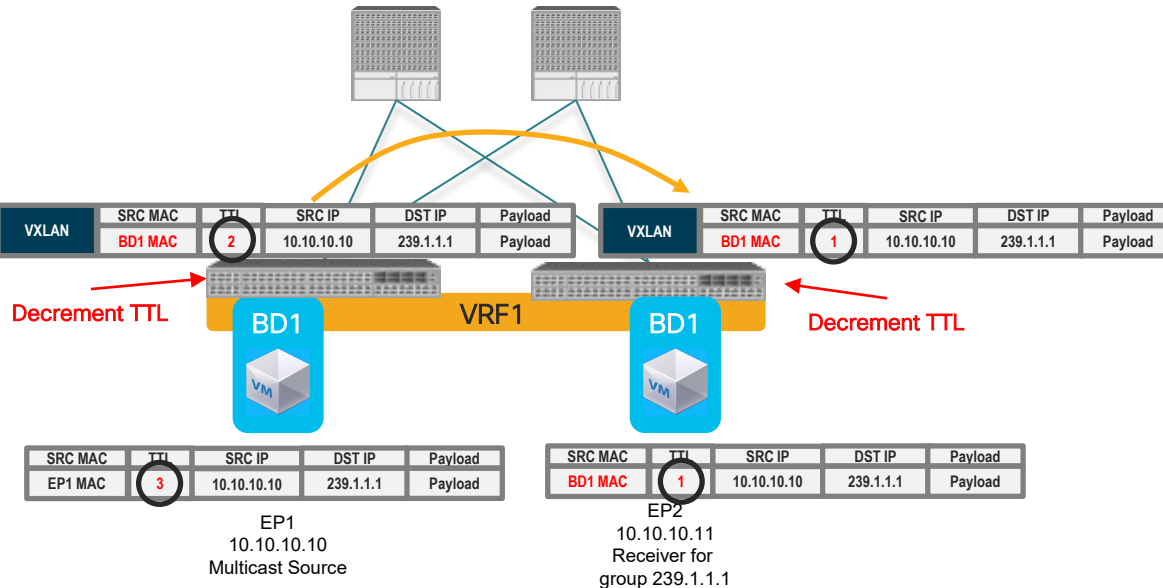 VXLAN
SRC MAC TTL SRC IP DST IP Payload
BD1 MAC 2 10.10.10.10 239.1.1.1 Payload
VXLAN
SRC MAC TTL SRC IP DST IP Payload
BD1 MAC 1 10.10.10.10 239.1.1.1 Payload
Decrement TTL
VRF1
Decrement TTL
BD1
VM
BD1
VM
SRC MAC TTL SRC IP DST IP Payload
EP1 MAC 3 10.10.10.10 239.1.1.1 Payload
SRC MAC TTL SRC IP DST IP Payload
BD1 MAC 1 10.10.10.10 239.1.1.1 Payload
EP1
10.10.10.10
Multicast Source
EP2
10.10.10.11
Receiver for
group 239.1.1.1